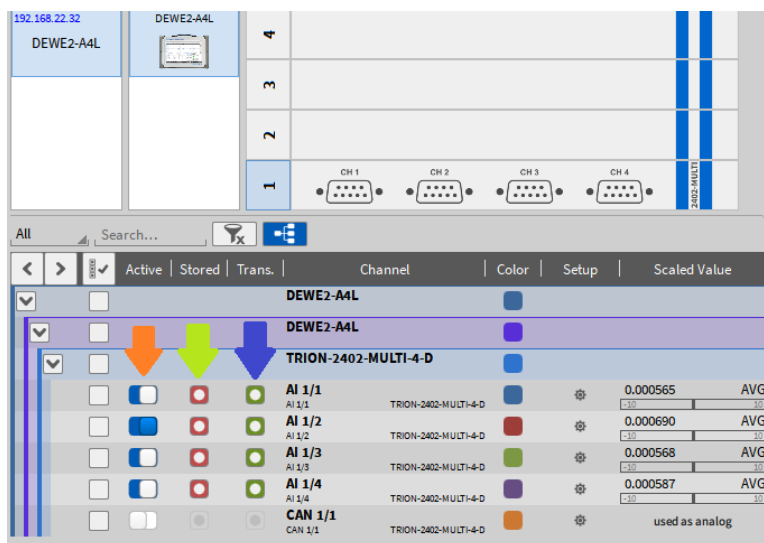 192.168.22.32
DEWE2-A4L
DEWE2-A4L
4
3
2
1
CH 1 CH 2 CH 3 CH 4
2402-MULTI
All Search...
Active Stored Trans. Channel Color Setup Scaled Value
DEWE2-A4L
DEWE2-A4L
TRION-2402-MULTI-4-D
AI 1/1 0.000565 AVG
AI 1/1 TRION-2402-MULTI-4-D -10 10
AI 1/2 0.000690 AVG
AI 1/2 TRION-2402-MULTI-4-D -10 10
AI 1/3 0.000568 AVG
AI 1/3 TRION-2402-MULTI-4-D -10 10
AI 1/4 0.000587 AVG
AI 1/4 TRION-2402-MULTI-4-D -10 10
CAN 1/1 used as analog
CAN 1/1 TRION-2402-MULTI-4-D